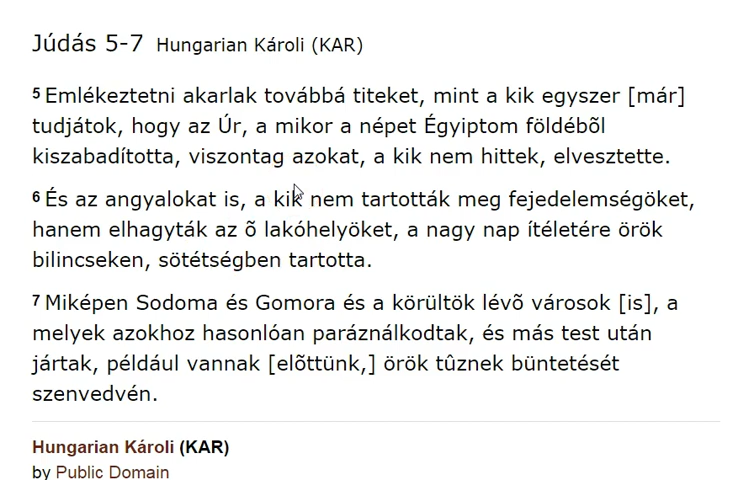 Júdás 5-7 Hungarian Károli (KAR)
5 Emlékeztetni akarlak továbbá titeket, mint a kik egyszer [már]
tudjátok, hogy az Úr, a mikor a népet Égyiptom földébõl
kiszabadította, viszontag azokat, a kik nem hittek, elvesztette.
6 És az angyalokat is, a kik nem tartották meg fejedelemségöket,
hanem elhagyták az õ lakóhelyöket, a nagy nap ítéletére örök
bilincseken, sötétségben tartotta.
7 Miképen Sodoma és Gomora és a körültök lévõ városok [is], a
melyek azokhoz hasonlóan paráználkodtak, és más test után
jártak, például vannak [elõttünk,] örök tûznek büntetését
szenvedvén.
Hungarian Károli (KAR)
by Public Domain